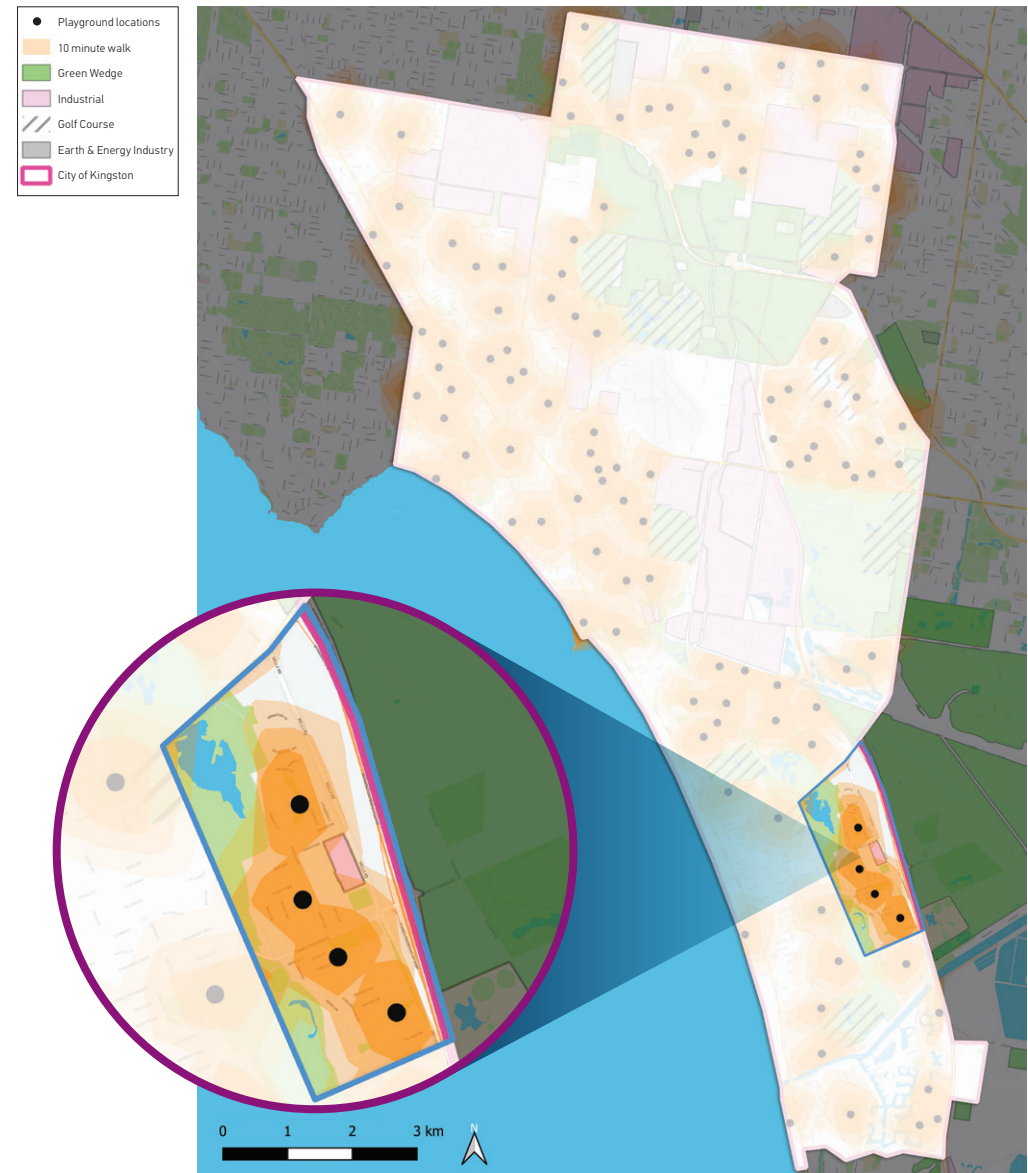 Playground locations
10 minute walk
Green Wedge
Industrial
Golf Course
Earth & Energy Industry
City of Kingston
0 1 2 3 km
N